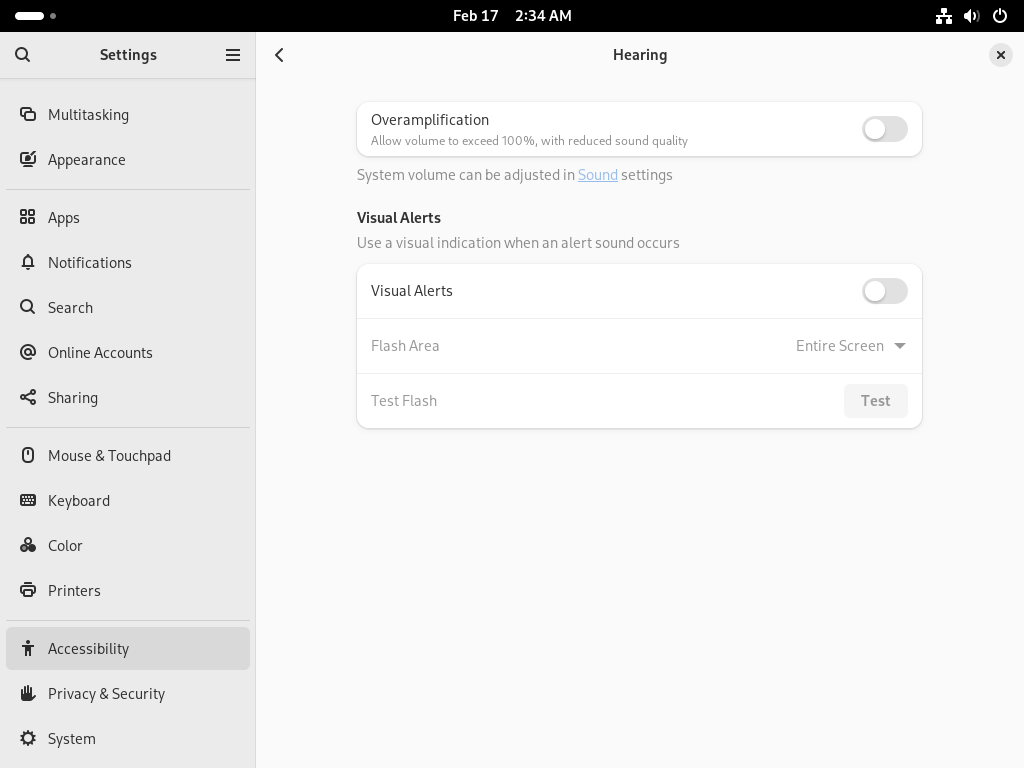 Feb 17 2:34 AM
Settings
Hearing
Multitasking
Appearance
Apps
Notifications
Search
Online Accounts
Sharing
Mouse & Touchpad
Keyboard
Color
Printers
Accessibility
Privacy & Security
System
Overamplification
Allow volume to exceed 100%, with reduced sound quality
System volume can be adjusted in Sound settings
Visual Alerts
Use a visual indication when an alert sound occurs
Visual Alerts
Flash Area
Entire Screen
Test Flash
Test